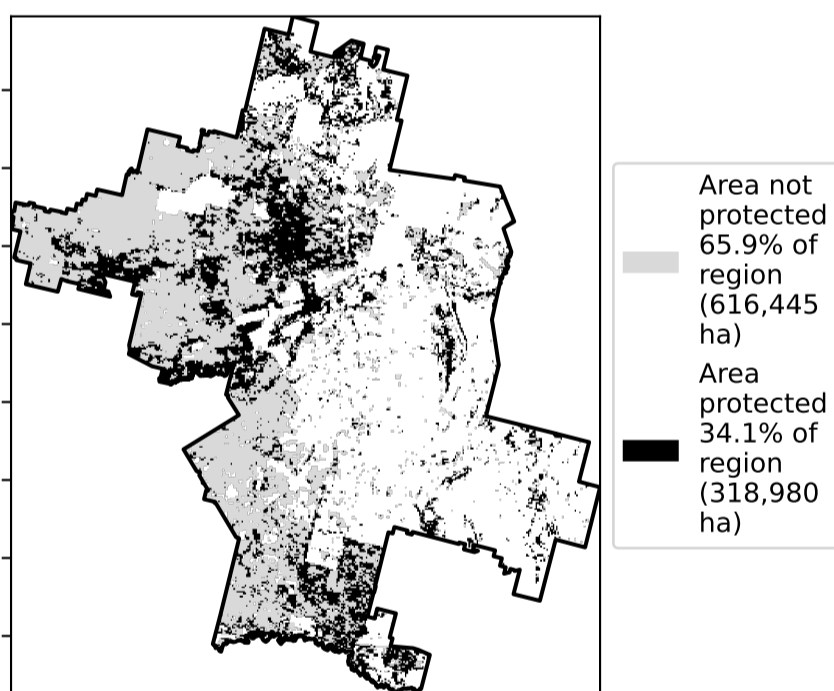 Area not
protected
65.9% of
region
(616,445
ha)
Area
protected
34.1% of
region
(318,980
ha)